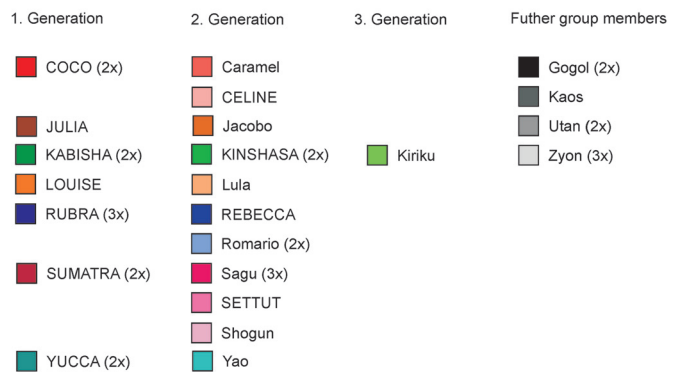 1. Generation
2. Generation
3. Generation
Futher group members
COCO (2x)
Caramel
Gogol (2x)
CELINE
Kaos
JULIA
Jacobo
Utan (2x)
KABISHA (2x)
KINSHASA (2x)
Kiriku
Zyon (3x)
LOUISE
Lula
RUBRA (3x)
REBECCA
Romario (2x)
SUMATRA (2x)
Sagu (3x)
SETTUT
Shogun
YUCCA (2x)
Yao